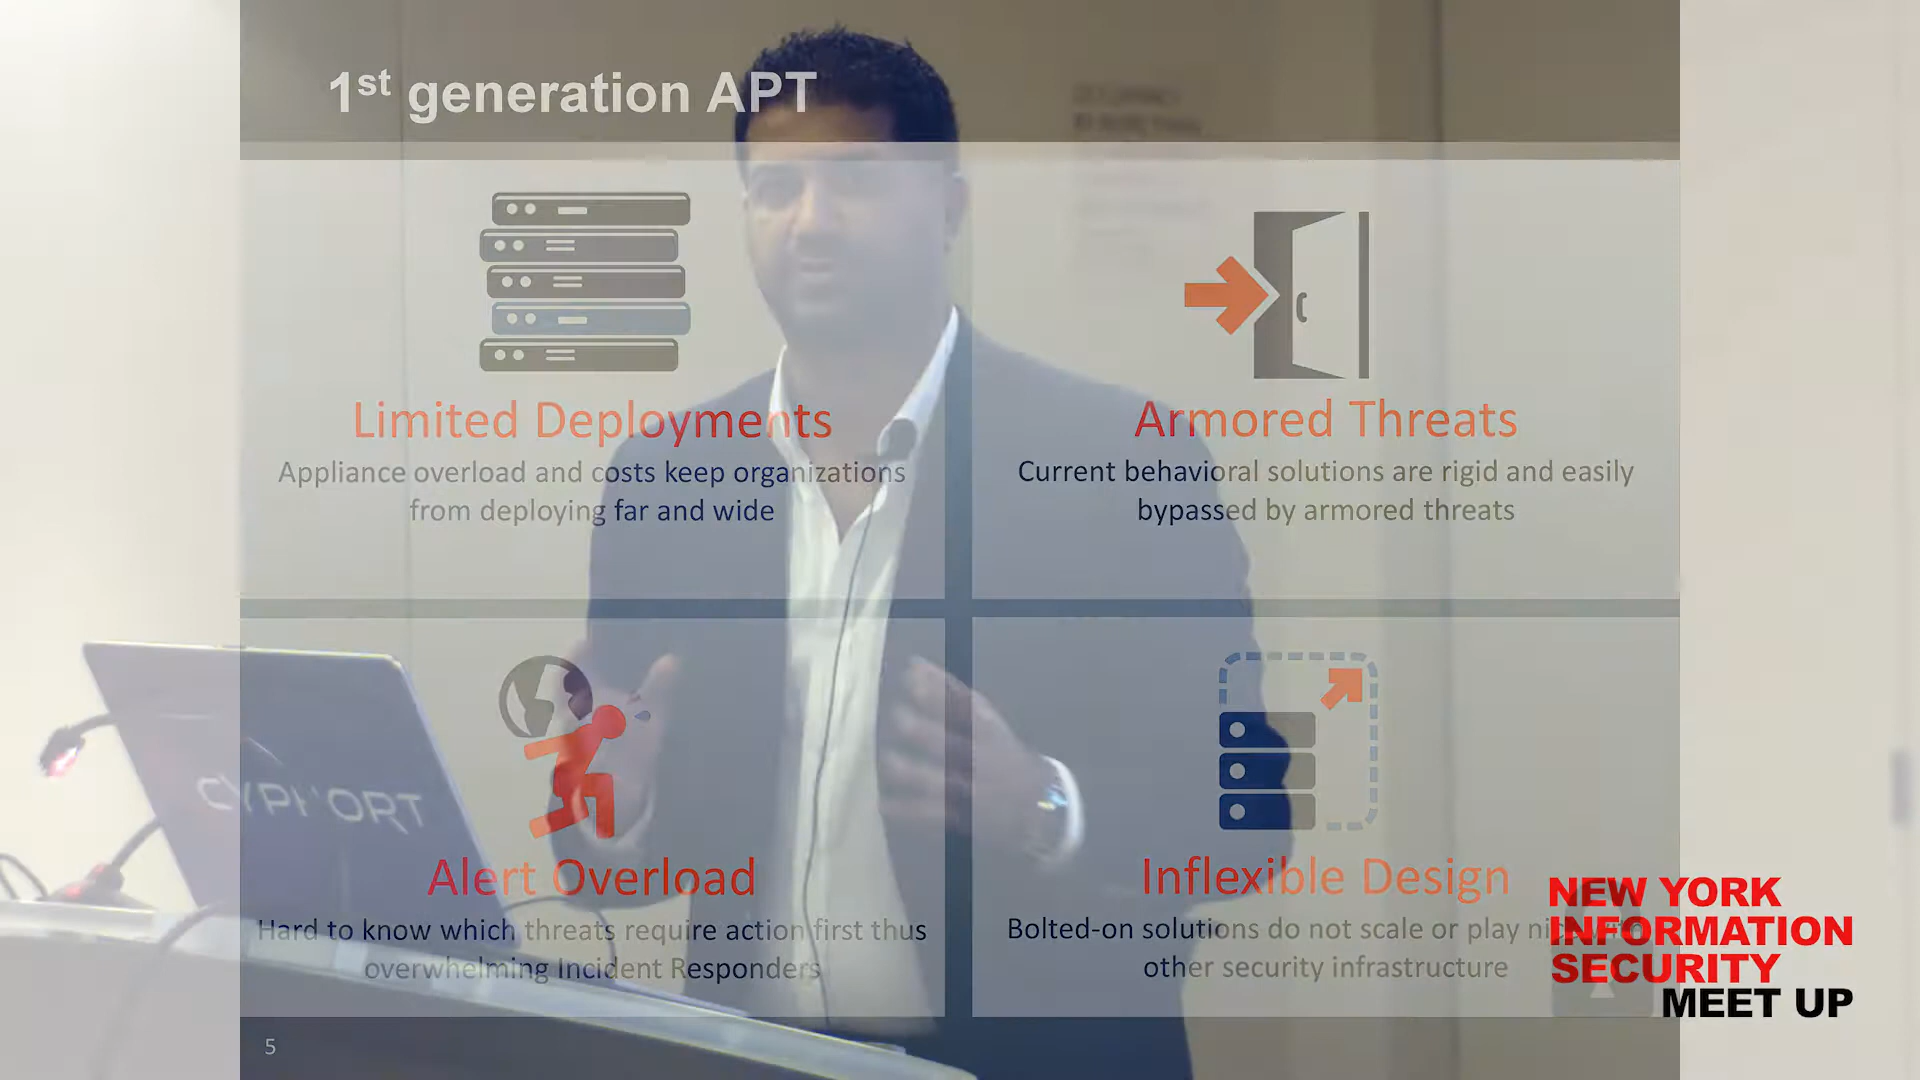 1st generation APT
Limited Deployments
Appliance overload and costs keep organizations
from deploying far and wide
Armored Threats
Current behavioral solutions are rigid and easily
bypassed by armored threats
Alert Overload
Hard to know which threats require action first thus
overwhelming Incident Responders
Inflexible Design
Bolted-on solutions do not scale or play
other security infrastructure
CYPHORT
NEW YORK
INFORMATION
SECURITY
MEET UP
5